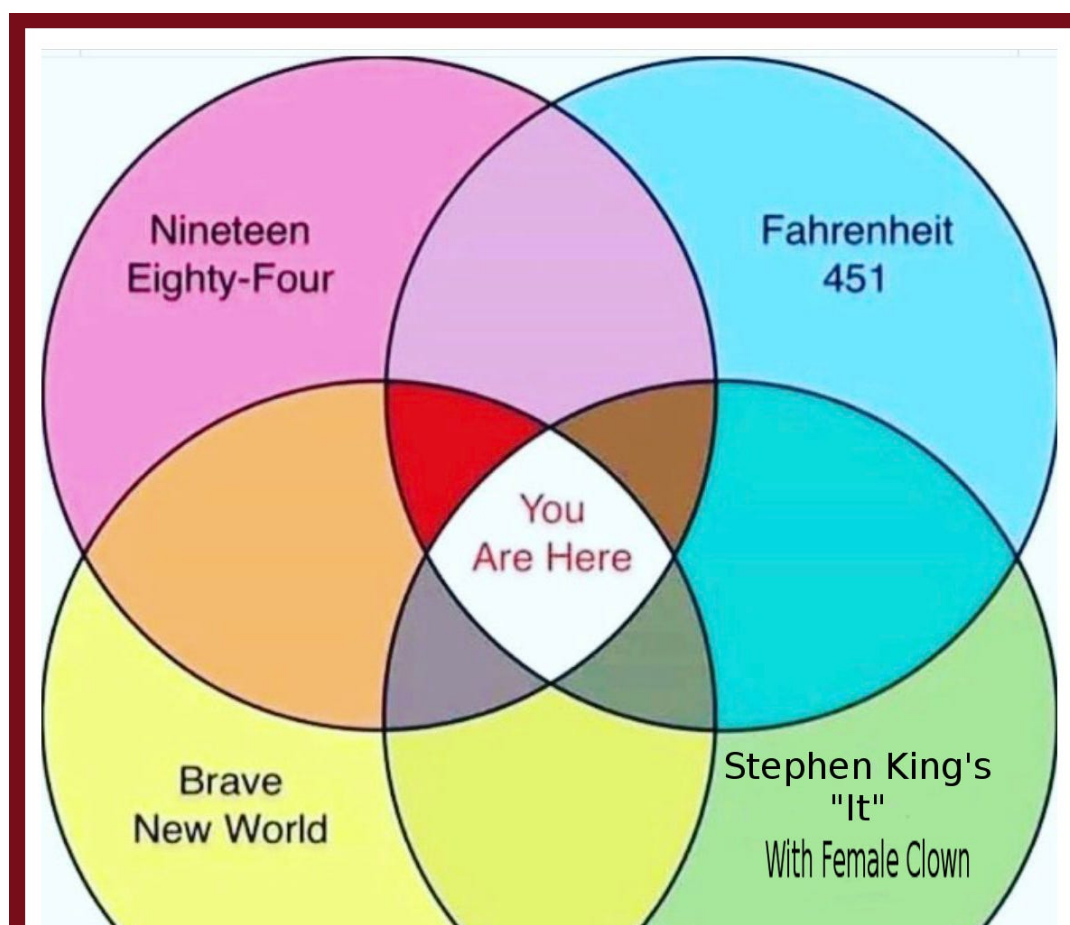 Nineteen
Eighty-Four
Fahrenheit
451
You
Are Here
Brave
New World
Stephen King's
"It"
With Female Clown